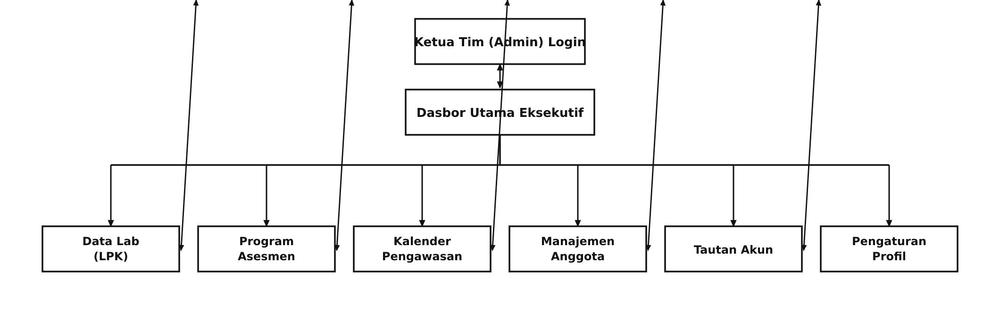 Ketua Tim (Admin) Login
Dasbor Utama Eksekutif
Data Lab
(LPK)
Program
Asesmen
Kalender
Pengawasan
Manajemen
Anggota
Tautan Akun
Pengaturan
Profil